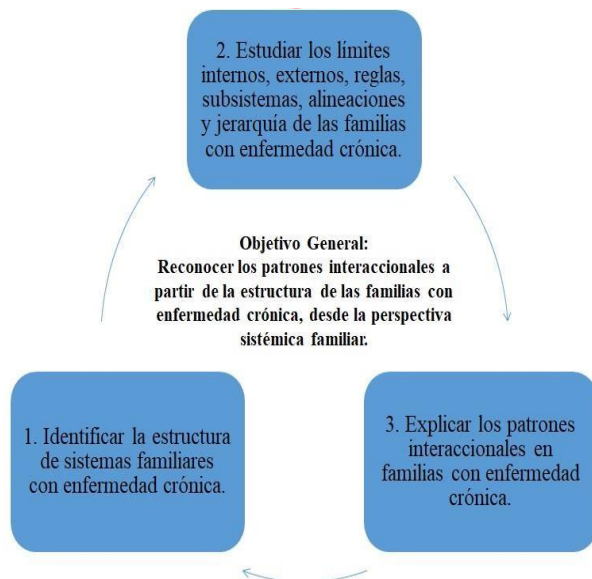 2. Estudiar los límites
internos, externos, reglas,
subsistemas, alineaciones
y jerarquía de las familias
con enfermedad crónica.
Objetivo General:
Reconocer los patrones interaccionales a
partir de la estructura de las familias con
enfermedad crónica, desde la perspectiva
sistémica familiar.
1. Identificar la estructura
de sistemas familiares
con enfermedad crónica.
3. Explicar los patrones
interaccionales en
familias con enfermedad
crónica.